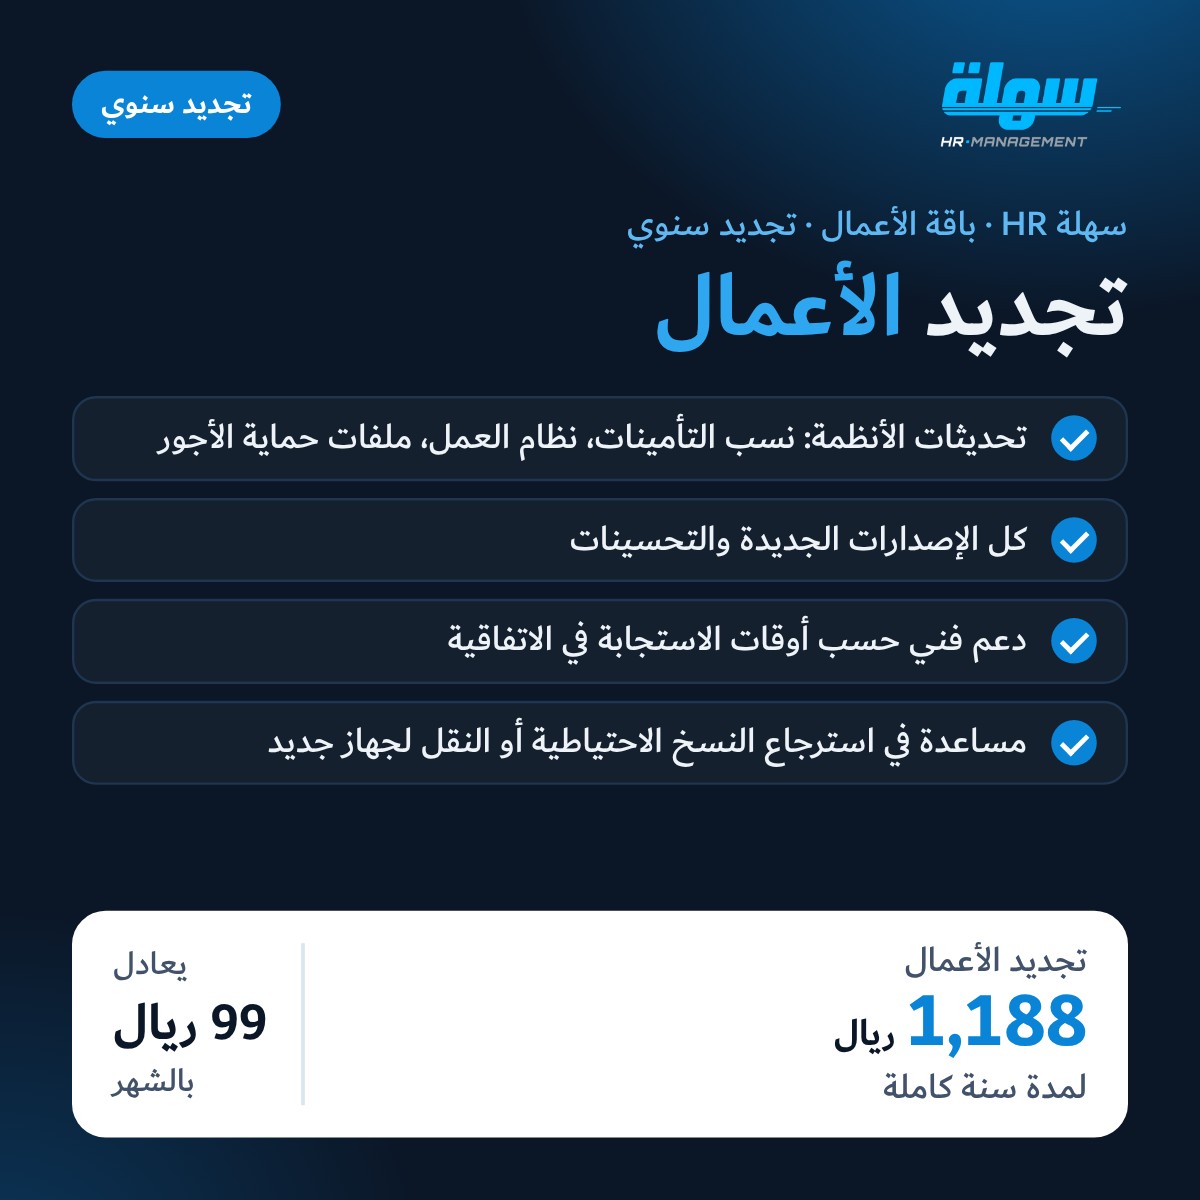 سهلة
HR·MANAGEMENT
تجديد سنوي
سهلة HR · باقة الأعمال · تجديد سنوي
تجديد الأعمال
تحديثات الأنظمة: نسب التأمينات، نظام العمل، ملفات حماية الأجور
كل الإصدارات الجديدة والتحسينات
دعم فني حسب أوقات الاستجابة في الاتفاقية
مساعدة في استرجاع النسخ الاحتياطية أو النقل لجهاز جديد
تجديد الأعمال
1,188 ريال
لمدة سنة كاملة
يعادل
99 ريال
بالشهر